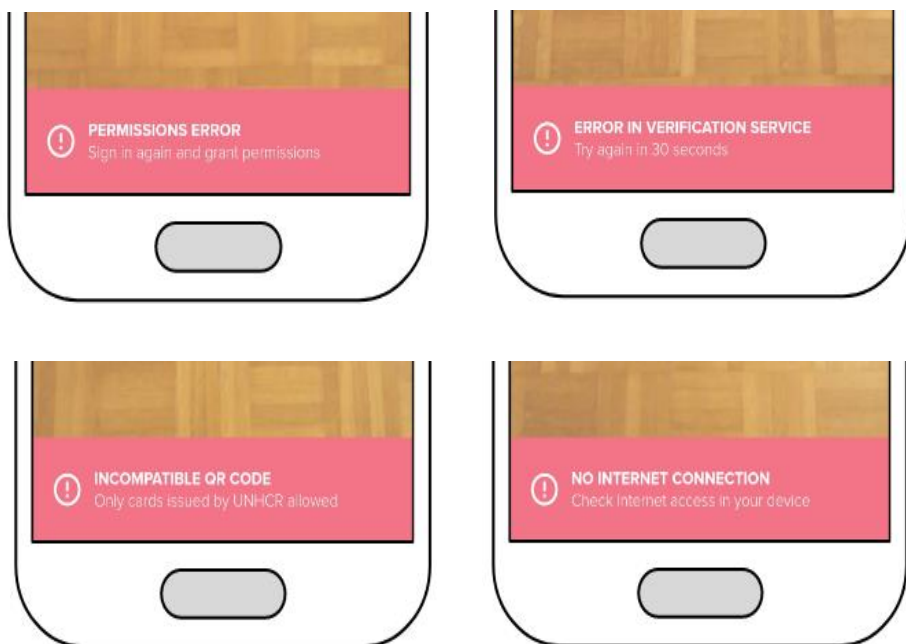 PERMISSIONS ERROR
Sign in again and grant permissions
ERROR IN VERIFICATION SERVICE
Try again in 30 seconds
INCOMPATIBLE QR CODE
Only cards issued by UNHCR allowed
NO INTERNET CONNECTION
Check Internet access in your device